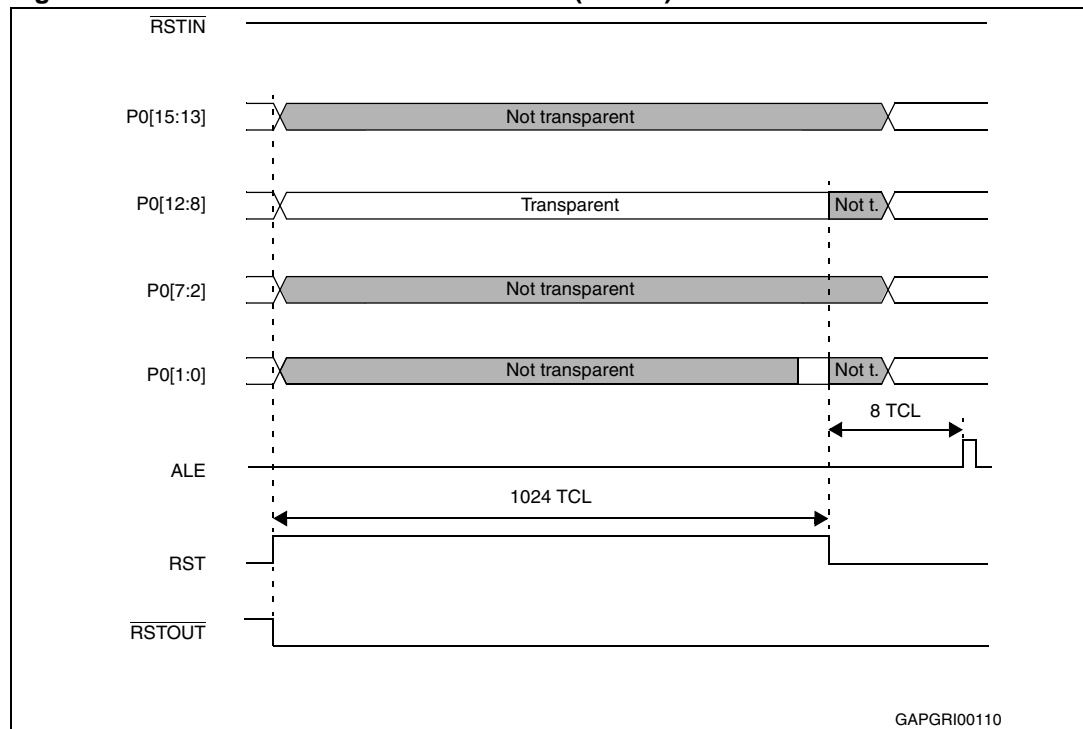 RSTIN
P0[15:13]
Not transparent
P0[12:8]
Transparent
Not t.
P0[7:2]
Not transparent
P0[1:0]
Not transparent
Not t.
8 TCL
ALE
1024 TCL
RST
RSTOUT
GAPGRI00110